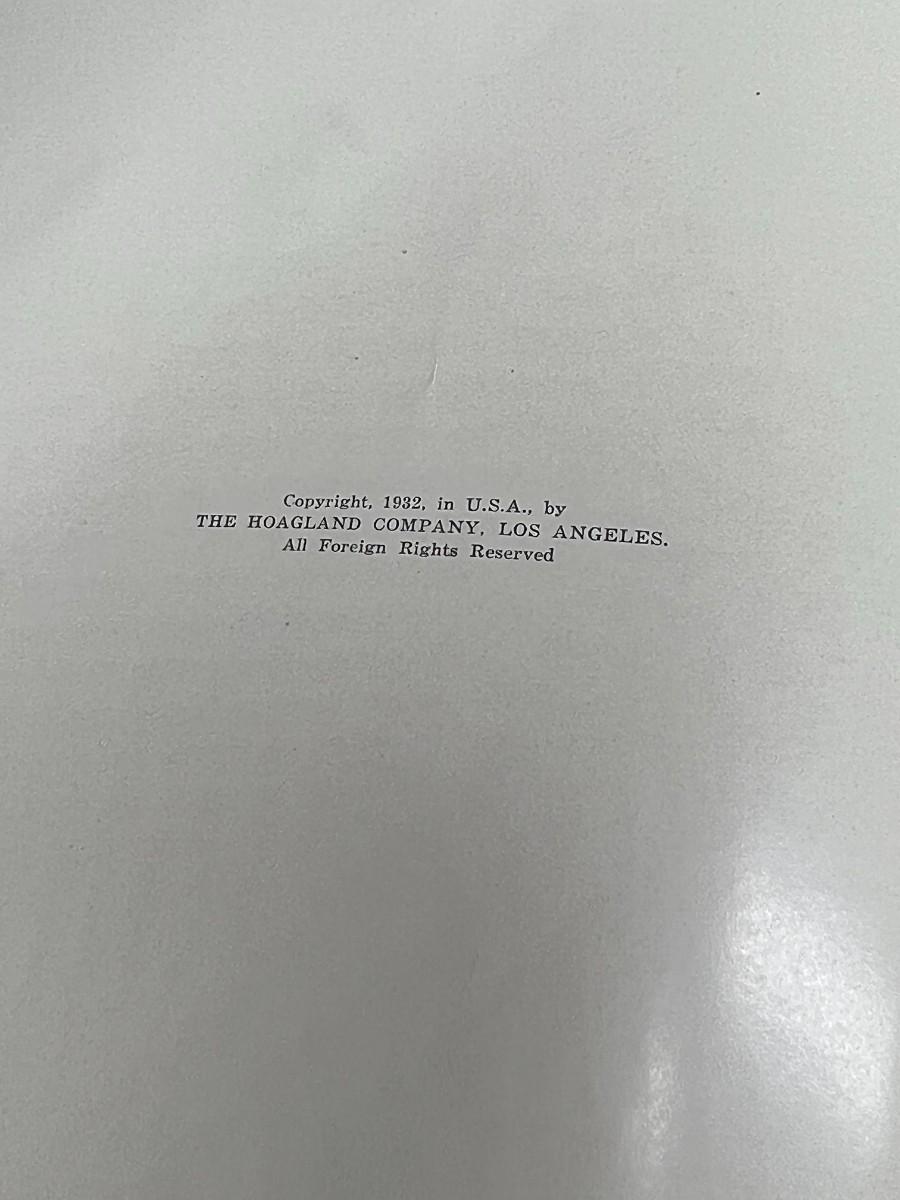 Copyright, 1932, in U.S.A., by
THE HOAGLAND COMPANY, LOS ANGELES.
All Foreign Rights Reserved